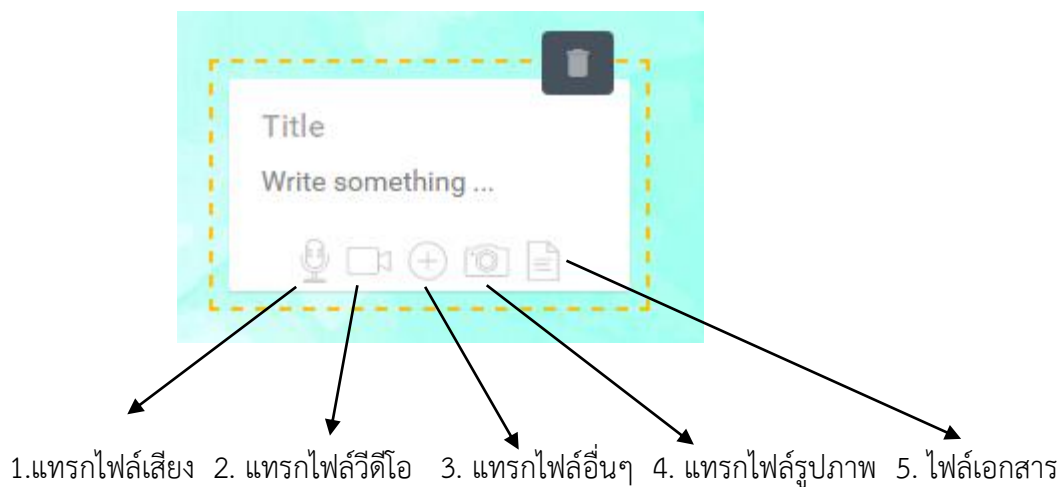 Title
Write something ...
1.แทรกไฟล์เสียง 2. แทรกไฟล์วีดีโอ 3. แทรกไฟล์อื่นๆ 4. แทรกไฟล์รูปภาพ 5. ไฟล์เอกสาร